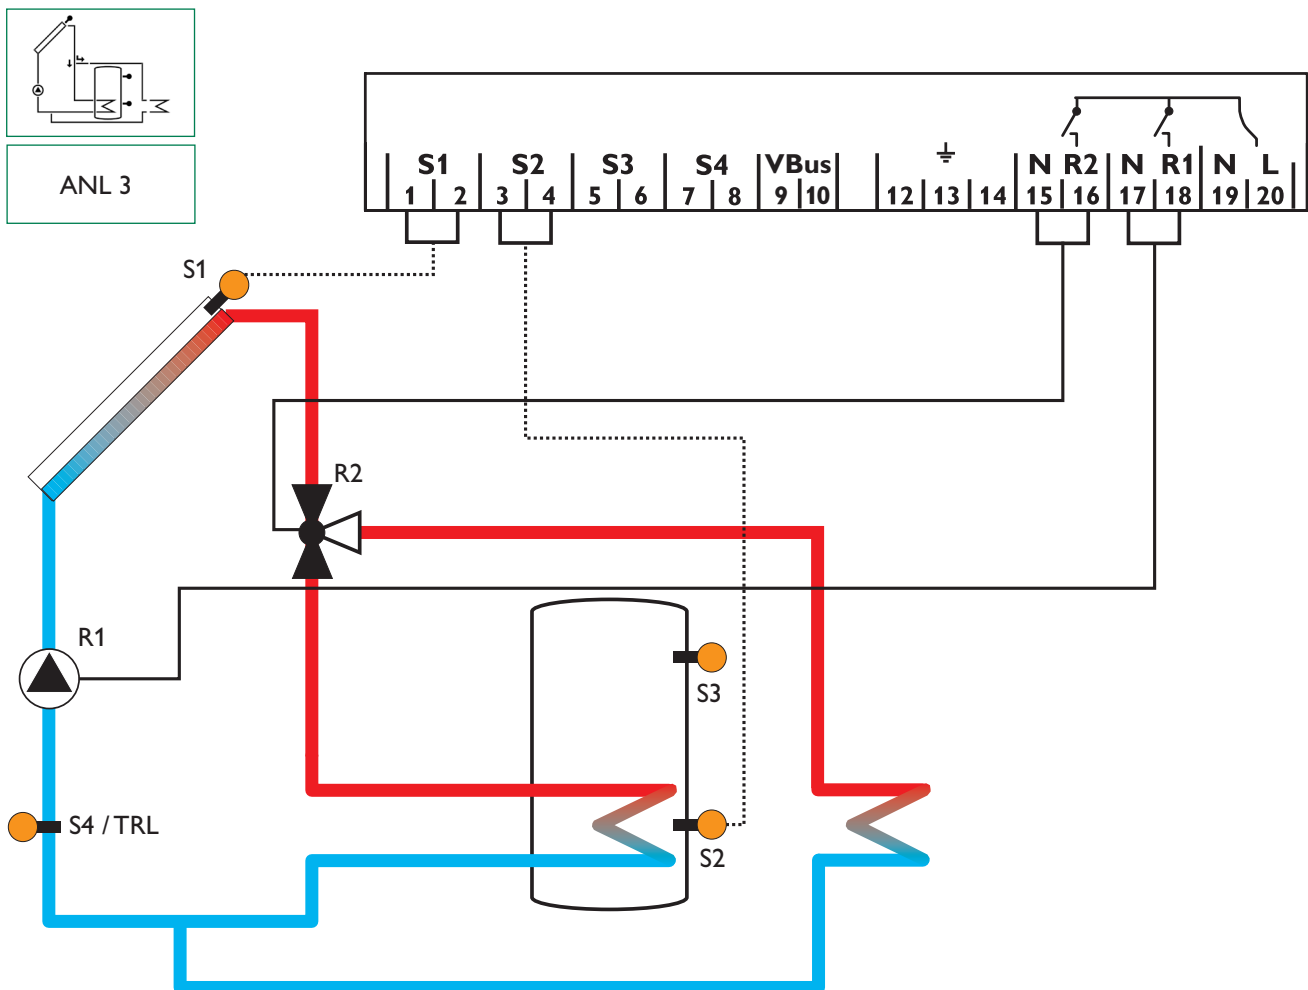 ANL 3
S1 S2 S3 S4 VBus N R2 N R1 N L
1 2 3 4 5 6 7 8 9 10 12 13 14 15 16 17 18 19 20
S1
R2
R1
S3
S4 / TRL
S2